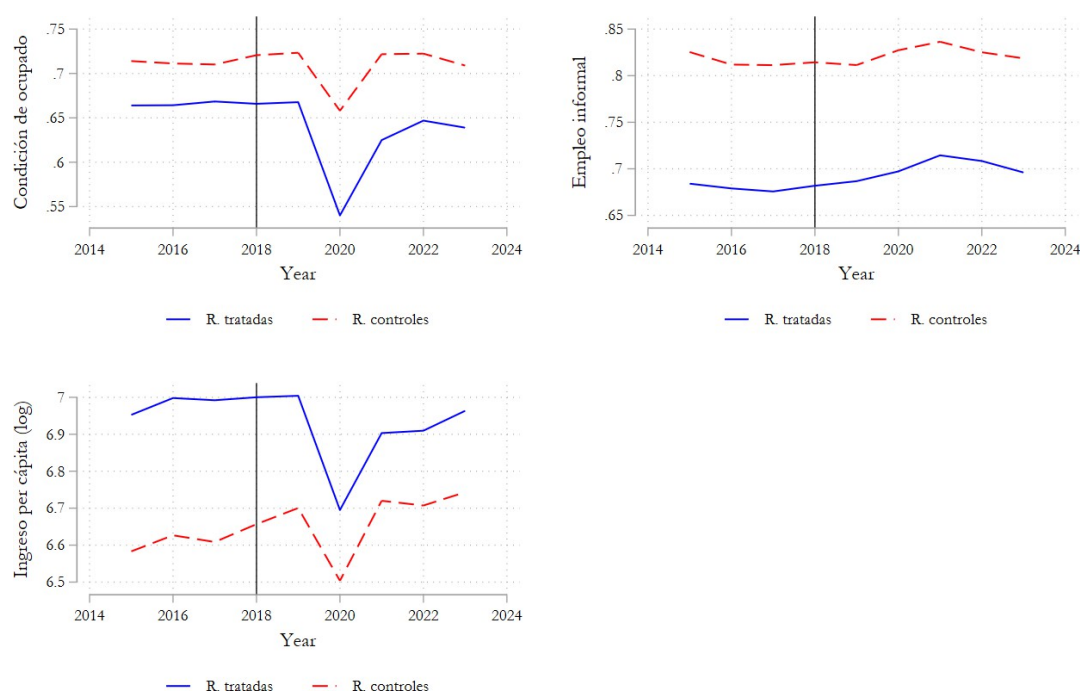 Condición de ocupado
.75
.7
.65
.6
.55
2014 2016 2018 2020 2022 2024
Year
R. tratadas R. controles
Empleo informal
.85
.8
.75
.7
.65
2014 2016 2018 2020 2022 2024
Year
R. tratadas R. controles
Ingreso per cápita (log)
7
6.9
6.8
6.7
6.6
6.5
2014 2016 2018 2020 2022 2024
Year
R. tratadas R. controles